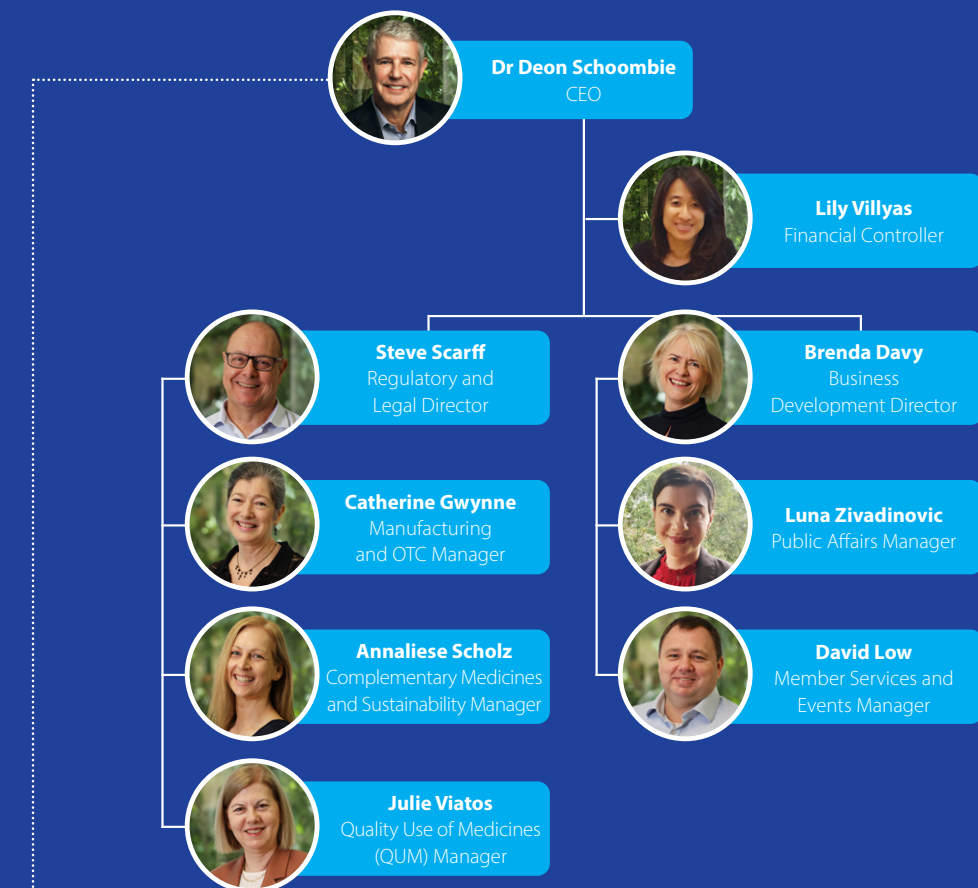 Dr Deon Schoombie
CEO
Lily Villyas
Financial Controller
Steve Scarff
Regulatory and
Legal Director
Brenda Davy
Business
Development Director
Catherine Gwynne
Manufacturing
and OTC Manager
Luna Zivadinovic
Public Affairs Manager
Annaliese Scholz
Complementary Medicines
and Sustainability Manager
David Low
Member Services and
Events Manager
Julie Viatos
Quality Use of Medicines
(QUM) Manager